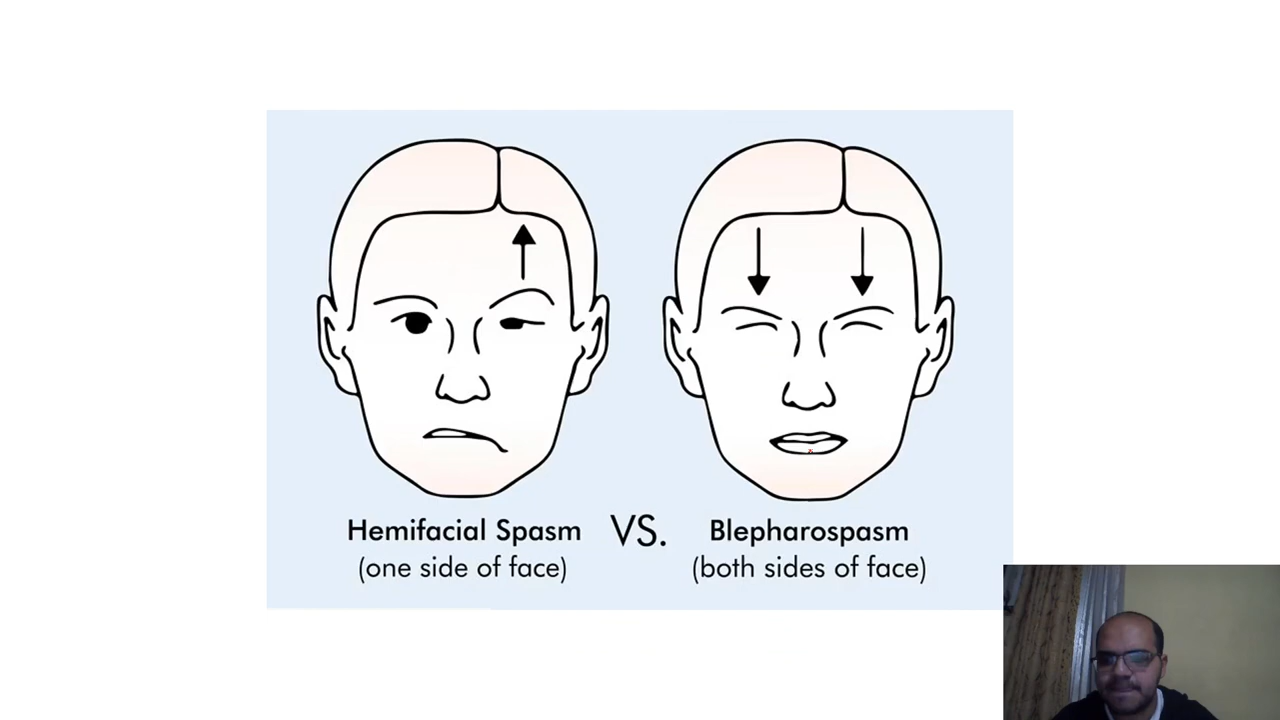 Hemifacial Spasm
(one side of face)
VS.
Blepharospasm
(both sides of face)